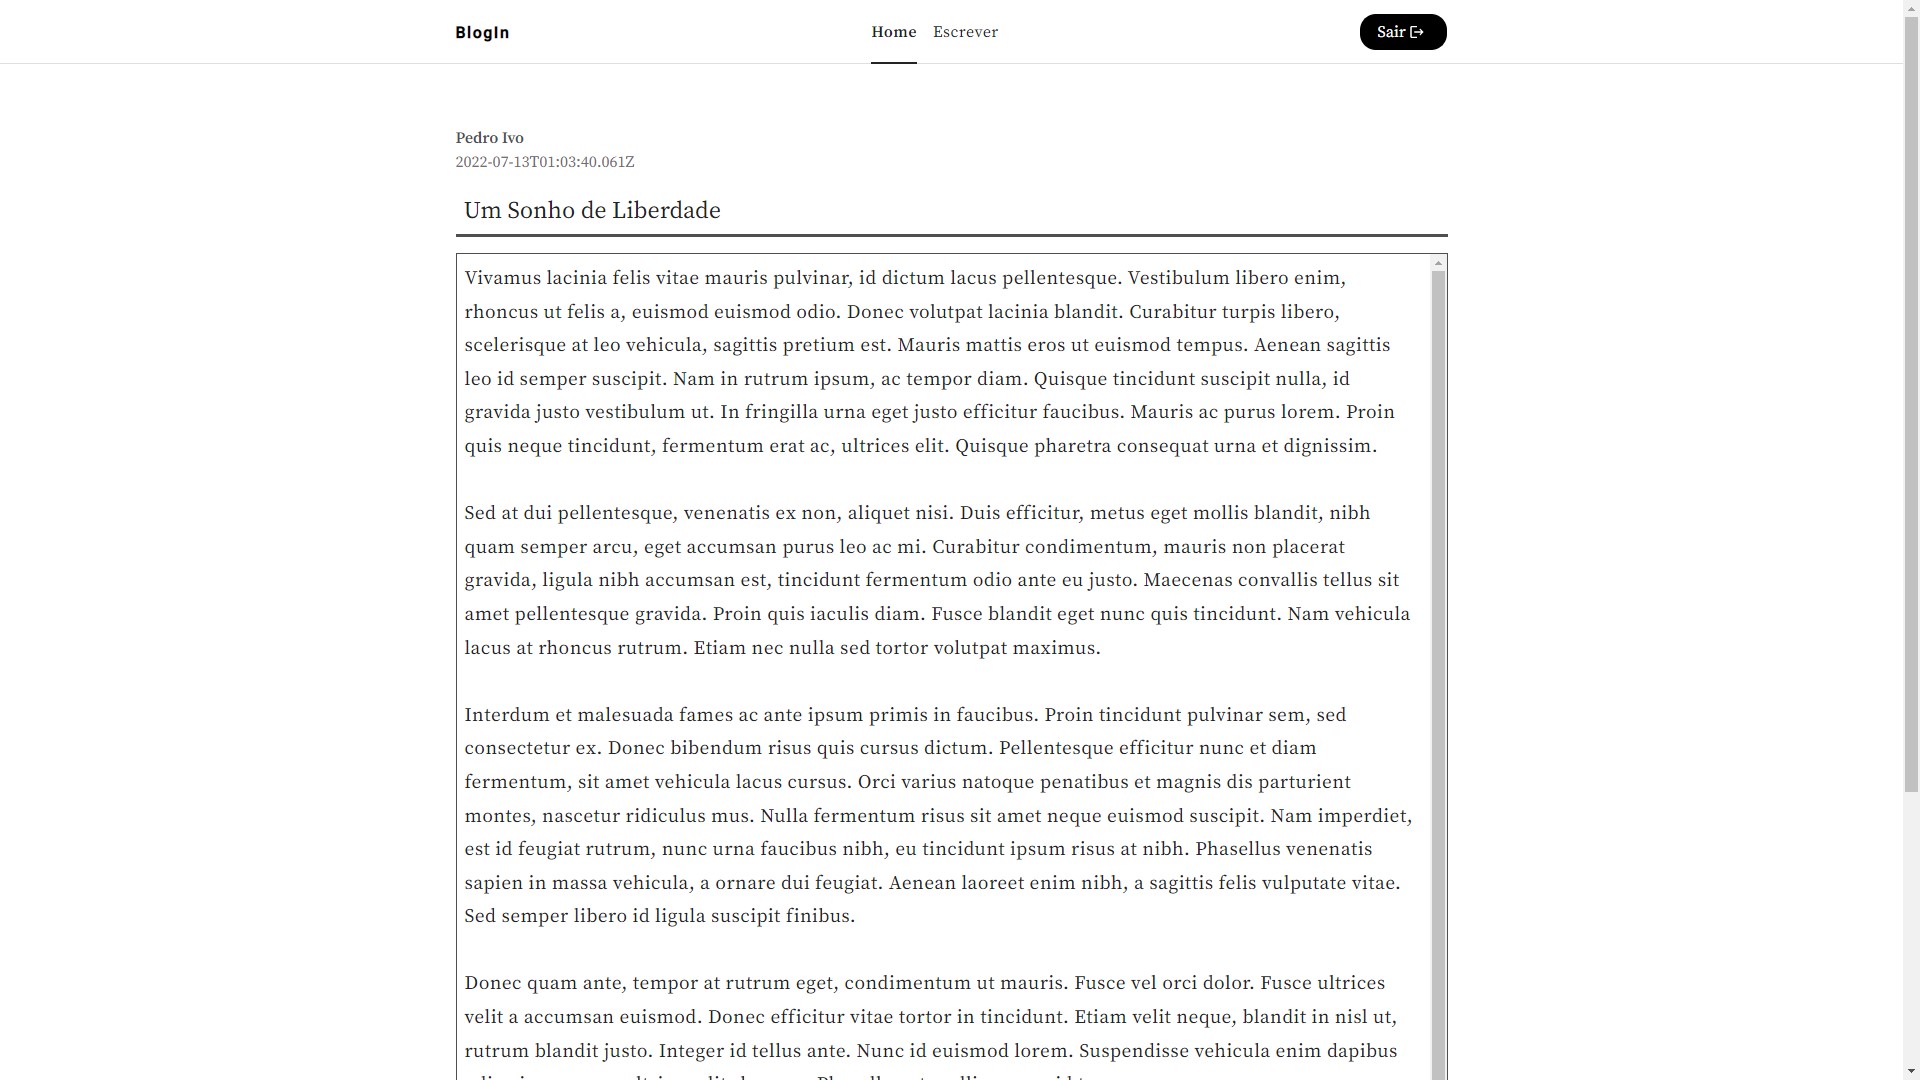 BlogIn
Home Escrever
Sair
Pedro Ivo
2022-07-13T01:03:40.061Z
Um Sonho de Liberdade
Vivamus lacinia felis vitae mauris pulvinar, id dictum lacus pellentesque. Vestibulum libero enim,
rhoncus ut felis a, euismod euismod odio. Donec volutpat lacinia blandit. Curabitur turpis libero,
scelerisque at leo vehicula, sagittis pretium est. Mauris mattis eros ut euismod tempus. Aenean sagittis
leo id semper suscipit. Nam in rutrum ipsum, ac tempor diam. Quisque tincidunt suscipit nulla, id
gravida justo vestibulum ut. In fringilla urna eget justo efficitur faucibus. Mauris ac purus lorem. Proin
quis neque tincidunt, fermentum erat ac, ultrices elit. Quisque pharetra consequat urna et dignissim.
Sed at dui pellentesque, venenatis ex non, aliquet nisi. Duis efficitur, metus eget mollis blandit, nibh
quam semper arcu, eget accumsan purus leo ac mi. Curabitur condimentum, mauris non placerat
gravida, ligula nibh accumsan est, tincidunt fermentum odio ante eu justo. Maecenas convallis tellus sit
amet pellentesque gravida. Proin quis iaculis diam. Fusce blandit eget nunc quis tincidunt. Nam vehicula
lacus at rhoncus rutrum. Etiam nec nulla sed tortor volutpat maximus.
Interdum et malesuada fames ac ante ipsum primis in faucibus. Proin tincidunt pulvinar sem, sed
consectetur ex. Donec bibendum risus quis cursus dictum. Pellentesque efficitur nunc et diam
fermentum, sit amet vehicula lacus cursus. Orci varius natoque penatibus et magnis dis parturient
montes, nascetur ridiculus mus. Nulla fermentum risus sit amet neque euismod suscipit. Nam imperdiet,
est id feugiat rutrum, nunc urna faucibus nibh, eu tincidunt ipsum risus at nibh. Phasellus venenatis
sapien in massa vehicula, a ornare dui feugiat. Aenean laoreet enim nibh, a sagittis felis vulputate vitae.
Sed semper libero id ligula suscipit finibus.
Donec quam ante, tempor at rutrum eget, condimentum ut mauris. Fusce vel orci dolor. Fusce ultrices
velit a accumsan euismod. Donec efficitur vitae tortor in tincidunt. Etiam velit neque, blandit in nisl ut,
rutrum blandit justo. Integer id tellus ante. Nunc id euismod lorem. Suspendisse vehicula enim dapibus